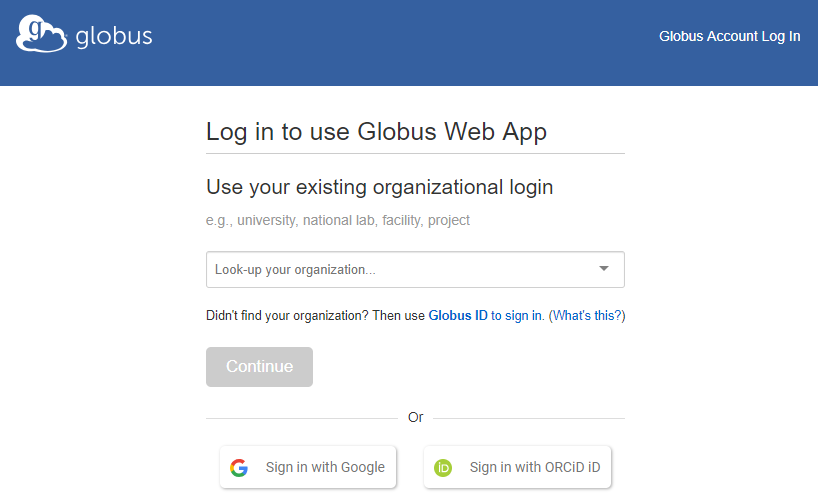 globus
Globus Account Log In
Log in to use Globus Web App
Use your existing organizational login
e.g., university, national lab, facility, project
Look-up your organization...
Didn't find your organization? Then use Globus ID to sign in. (What's this?)
Continue
Or
Sign in with Google
iD Sign in with ORCiD iD